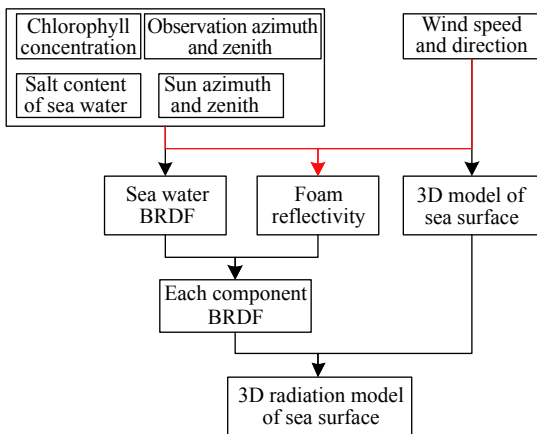 Chlorophyll
concentration
Observation azimuth
and zenith
Wind speed
and direction
Salt content
of sea water
Sun azimuth
and zenith
Sea water
BRDF
Foam
reflectivity
3D model of
sea surface
Each component
BRDF
3D radiation model
of sea surface